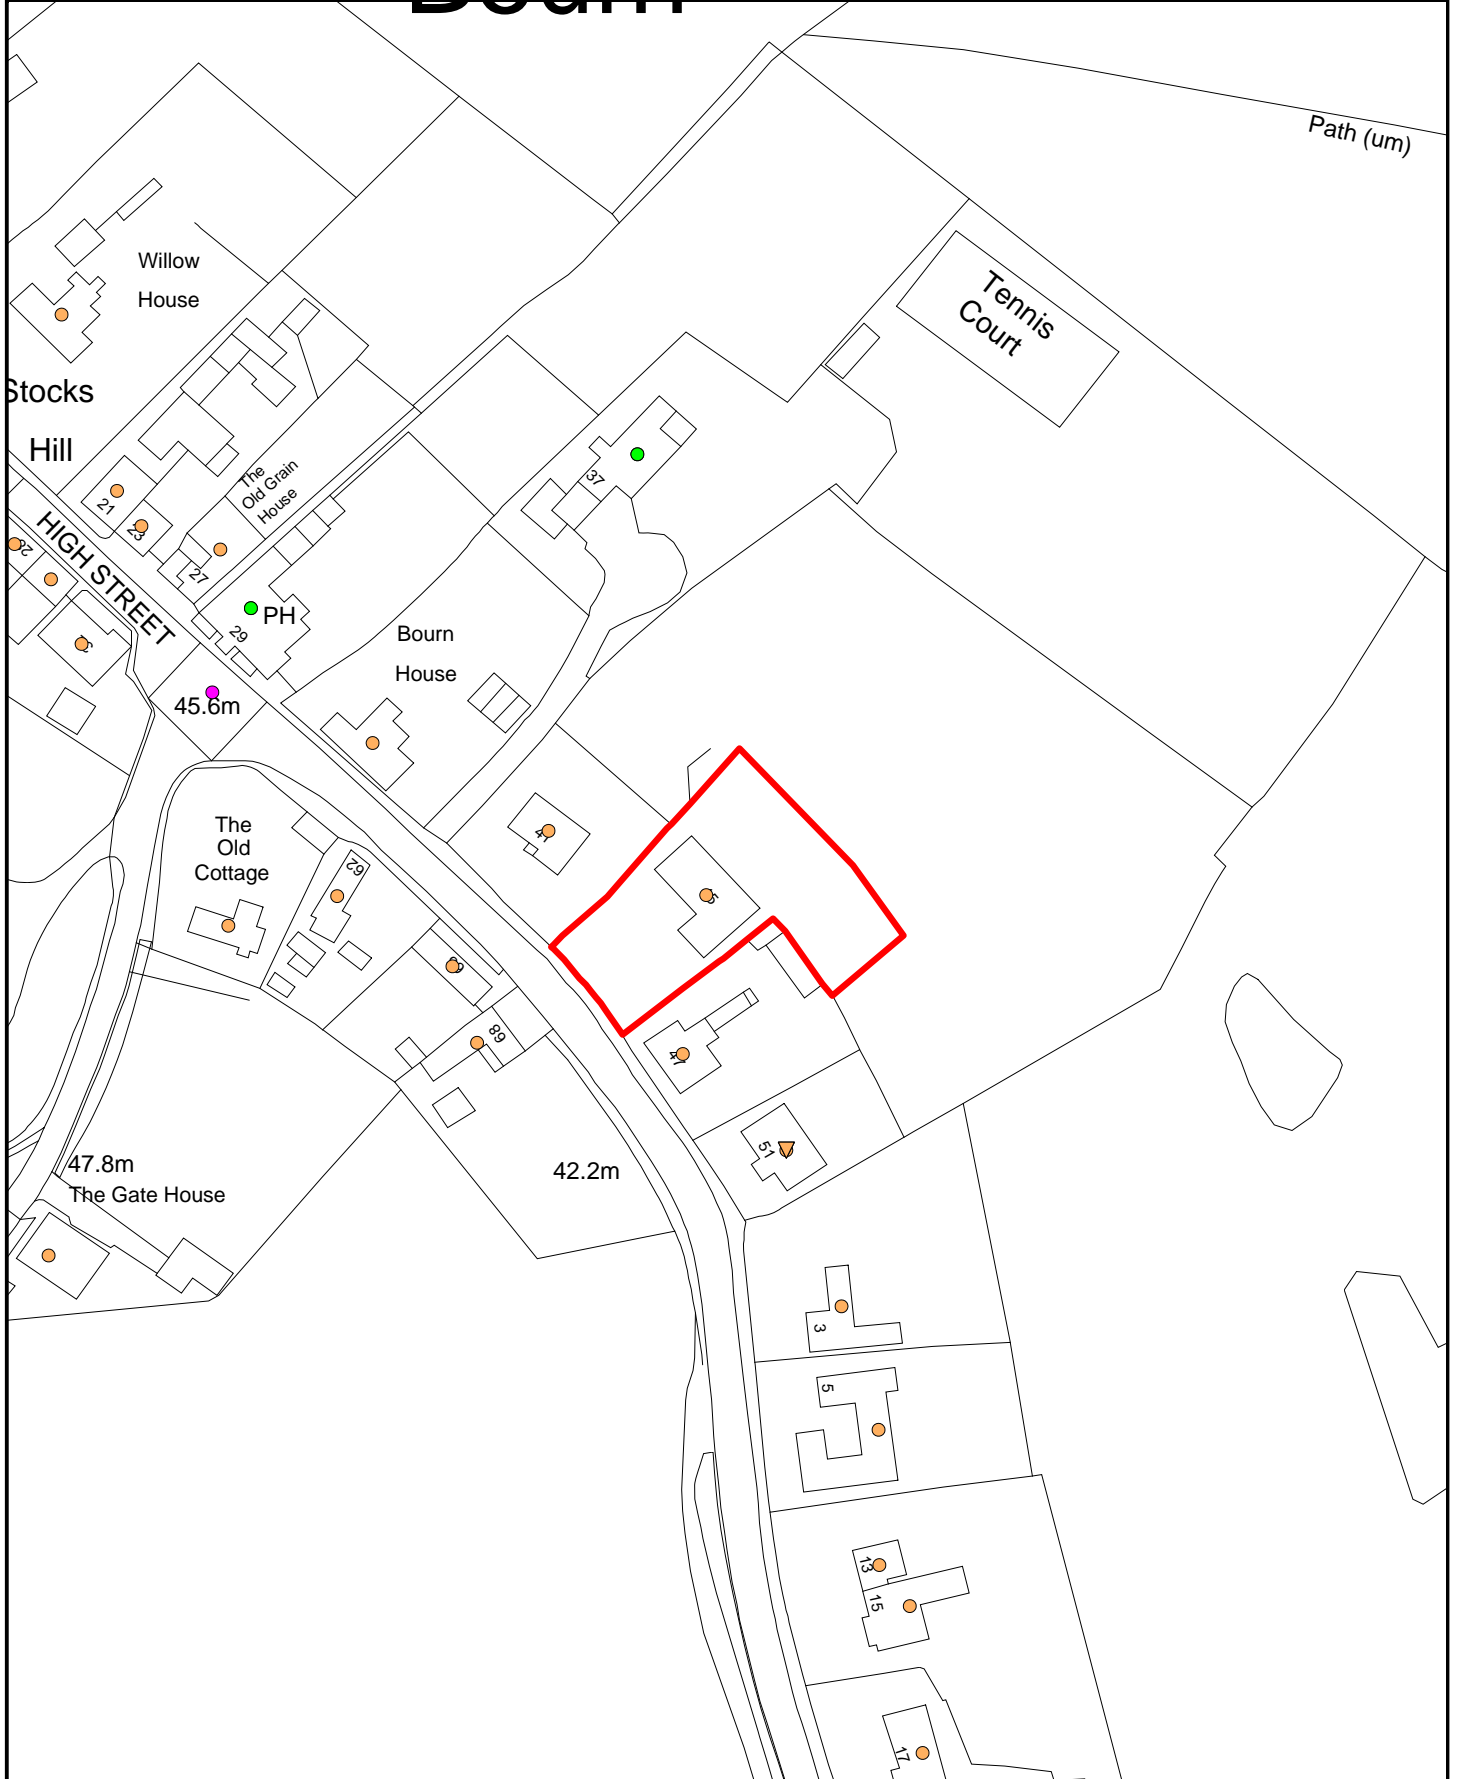 Bourn
Path (um)
Willow
House
Tennis
Court
Stocks
Hill
The
Old Grain
House
37
21
23
27
HIGH STREET
28
PH
29
Bourn
House
45.6m
The
Old
Cottage
62
47
51
68
47.8m
The Gate House
42.2m
3
5
13
15
17